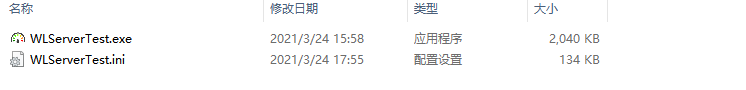 名称 修改日期 类型 大小
WLServerTest.exe 2021/3/24 15:58 应用程序 2,040 KB
WLServerTest.ini 2021/3/24 17:55 配置设置 134 KB